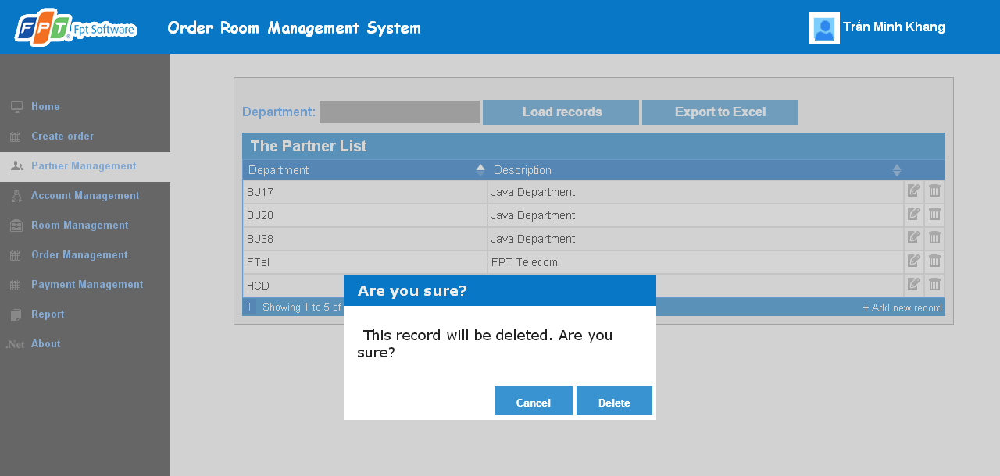 FPT Fpt Software
Order Room Management System
Trần Minh Khang
Home
Create order
Partner Management
Account Management
Room Management
Order Management
Payment Management
Report
.Net About
Department: Load records Export to Excel
The Partner List
Department Description
BU17 Java Department
BU20 Java Department
BU38 Java Department
FTel FPT Telecom
HCD
1 Showing 1 to 5 of
+ Add new record
Are you sure?
This record will be deleted. Are you
sure?
Cancel Delete